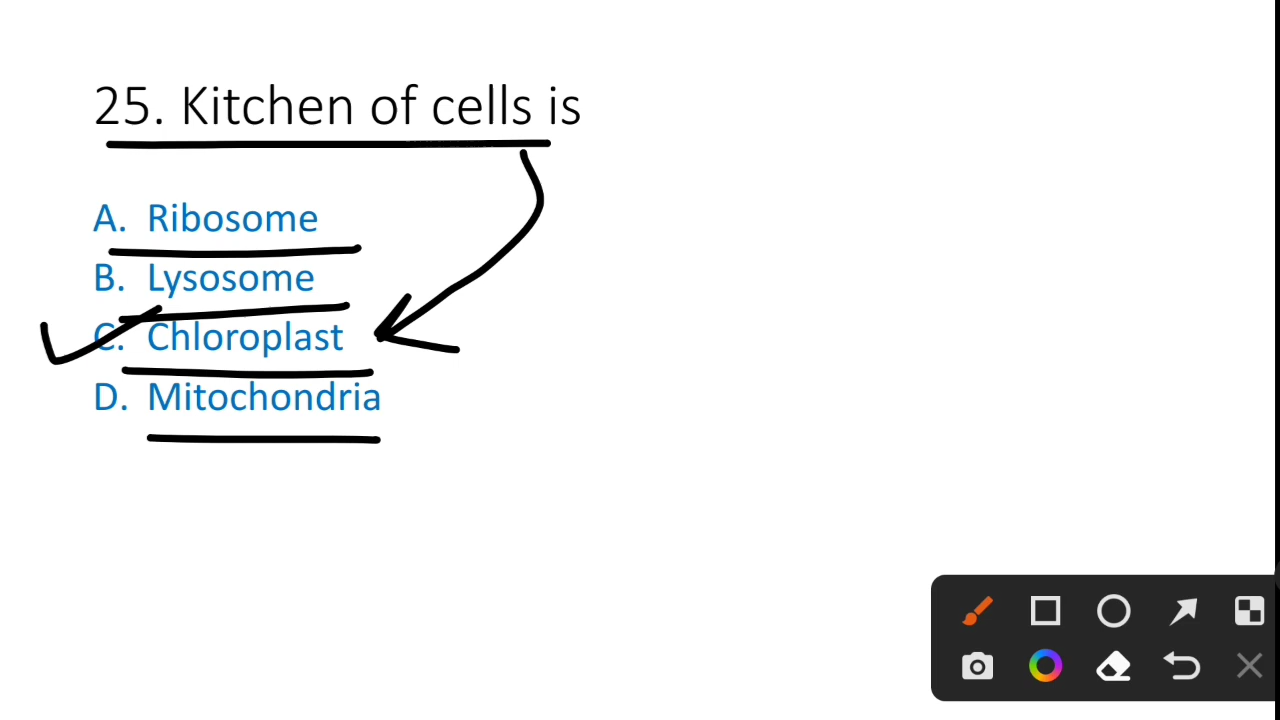 25. Kitchen of cells is
A. Ribosome
B. Lysosome
C. Chloroplast
D. Mitochondria